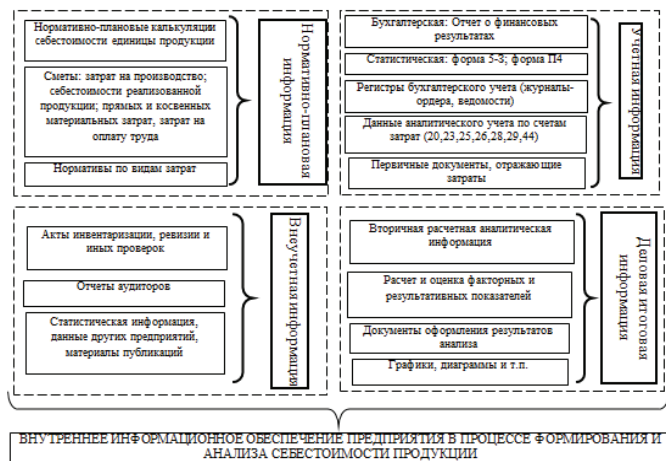 Нормативно-плановые калькуляции
себестоимости единицы продукции
Сметы: затрат на производство;
себестоимости реализованной
продукции; прямых и косвенных
материальных затрат, затрат на
оплату труда
Нормативы по видам затрат
Нормативно-плановая
информация
Бухгалтерская: Отчет о финансовых
результатах
Статистическая: форма 5-З; форма П4
Регистры бухгалтерского учета (журналы-
ордера, ведомости)
Данные аналитического учета по счетам
затрат (20,23,25,26,28,29,44)
Первичные документы, отражающие
затраты
Учетная
информация
Акты инвентаризации, ревизии и
иных проверок
Отчеты аудиторов
Статистическая информация,
данные других предприятий,
материалы публикаций
Внеучетная информация
Вторичная расчетная аналитическая
информация
Расчет и оценка факторных и
результативных показателей
Документы оформления результатов
анализа
Графики, диаграммы и т.п.
Деловая итоговая
информация
ВНУТРЕННЕЕ ИНФОРМАЦИОННОЕ ОБЕСПЕЧЕНИЕ ПРЕДПРИЯТИЯ В ПРОЦЕССЕ ФОРМИРОВАНИЯ И
АНАЛИЗА СЕБЕСТОИМОСТИ ПРОДУКЦИИ